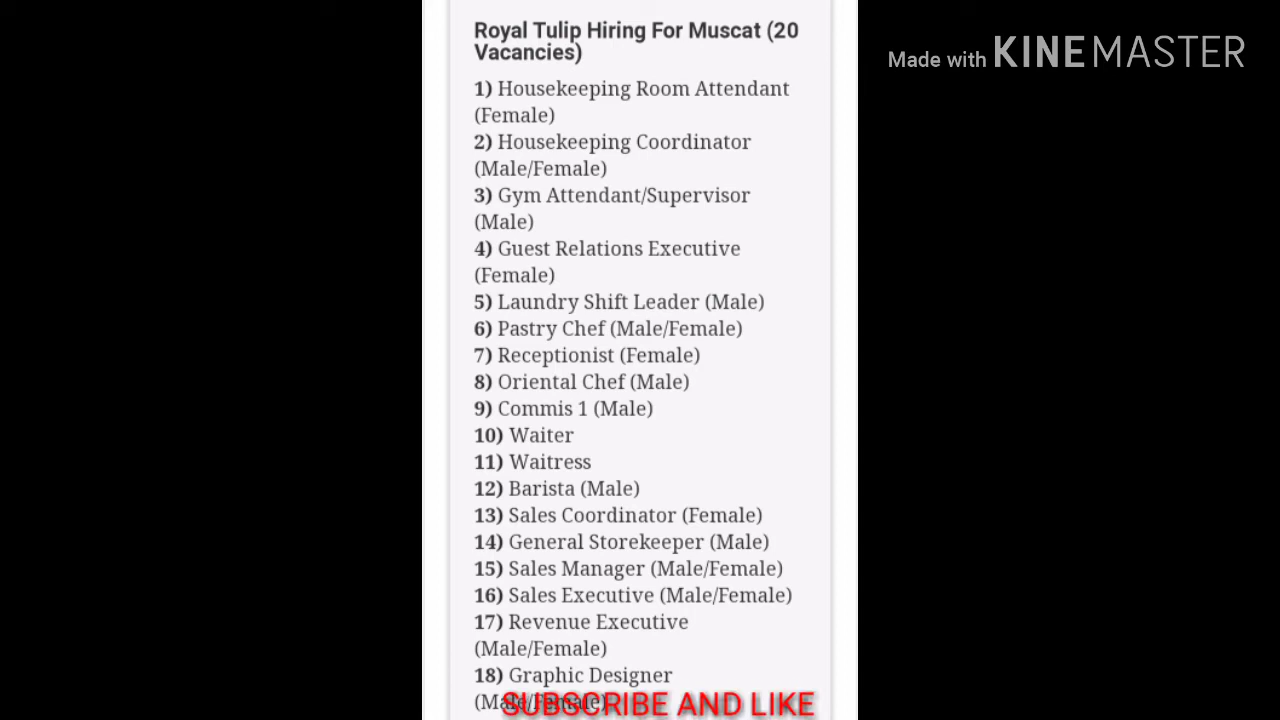 Royal Tulip Hiring For Muscat (20
Vacancies)
Made with KINEMASTER
1) Housekeeping Room Attendant
(Female)
2) Housekeeping Coordinator
(Male/Female)
3) Gym Attendant/Supervisor
(Male)
4) Guest Relations Executive
(Female)
5) Laundry Shift Leader (Male)
6) Pastry Chef (Male/Female)
7) Receptionist (Female)
8) Oriental Chef (Male)
9) Commis 1 (Male)
10) Waiter
11) Waitress
12) Barista (Male)
13) Sales Coordinator (Female)
14) General Storekeeper (Male)
15) Sales Manager (Male/Female)
16) Sales Executive (Male/Female)
17) Revenue Executive
(Male/Female)
18) Graphic Designer
(Male/Female)
SUBSCRIBE AND LIKE